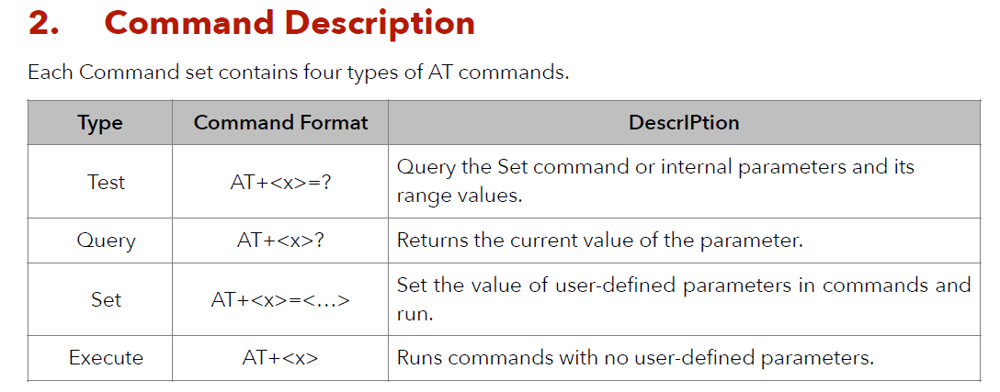 2. Command Description
Each Command set contains four types of AT commands.
Type Command Format DescrIPtion
Test AT+<x>=? Query the Set command or internal parameters and its
range values.
Query AT+<x>? Returns the current value of the parameter.
Set AT+<x>=<...> Set the value of user-defined parameters in commands and
run.
Execute AT+<x> Runs commands with no user-defined parameters.